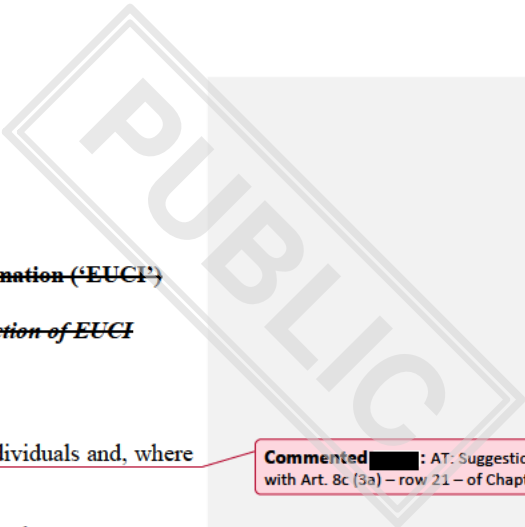 PUBLIC
mation ('EUCI')
ction of EUCI
dividuals and, where
Commented : AT: Suggestio
with Art. 8c (3a) – row 21 – of Chapt